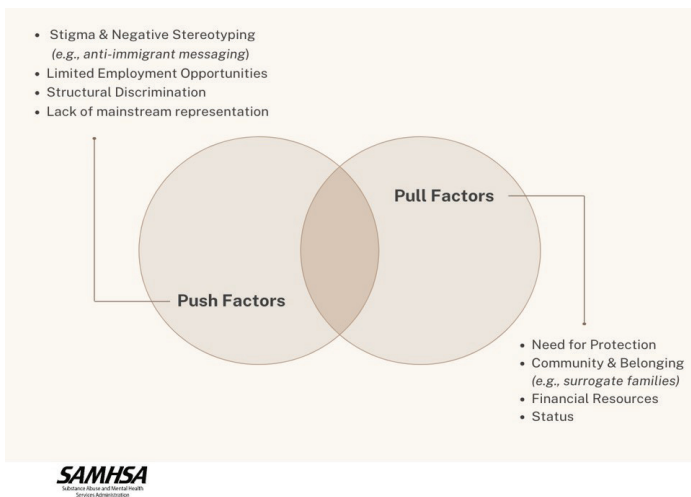 • Stigma & Negative Stereotyping
(e.g., anti-immigrant messaging)
• Limited Employment Opportunities
• Structural Discrimination
• Lack of mainstream representation
Pull Factors
Push Factors
• Need for Protection
• Community & Belonging
(e.g., surrogate families)
• Financial Resources
• Status
SAMHSA
Substance Abuse and Mental Health
Services Administration